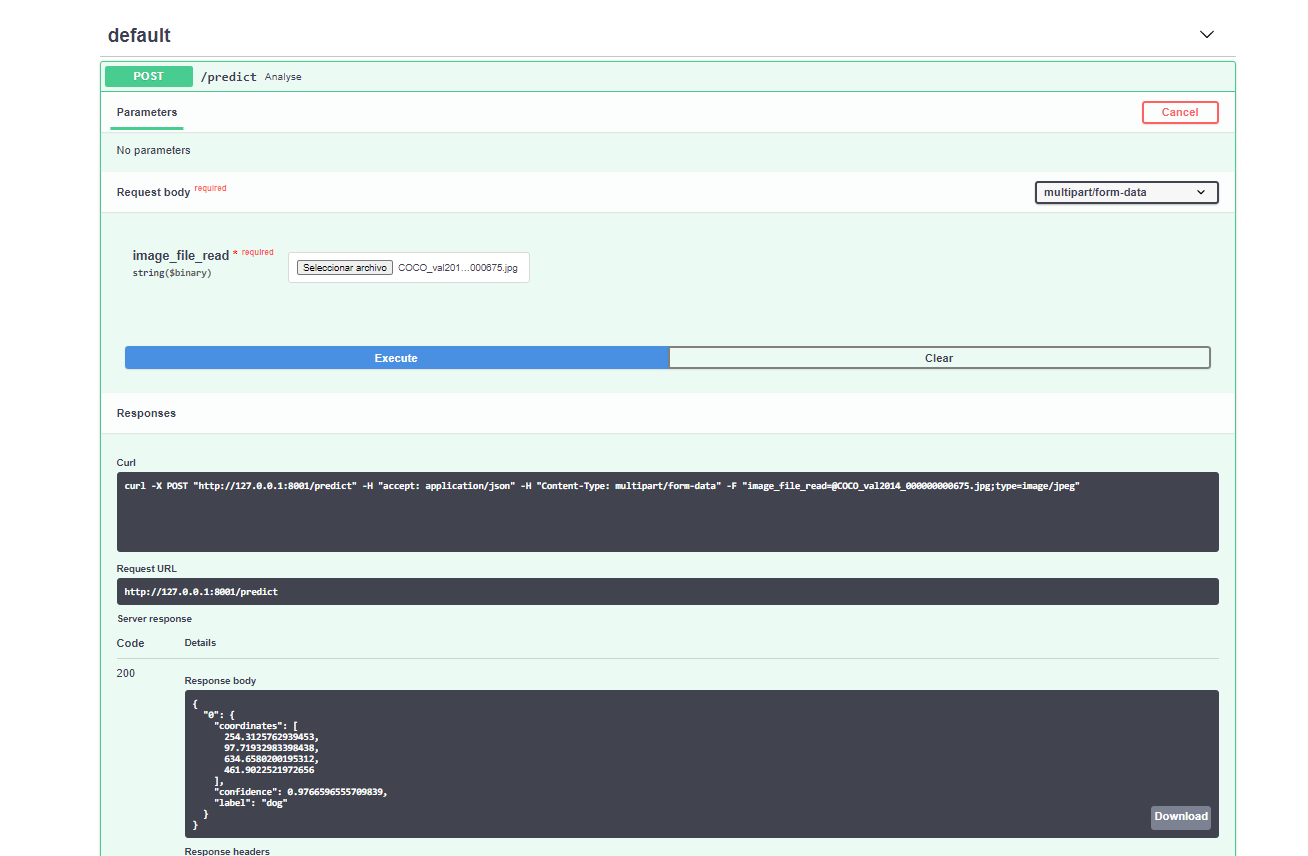 default
POST /predict Analyse
Parameters
Cancel
No parameters
Request body required
multipart/form-data
image_file_read * required
string($binary)
Seleccionar archivo COCO_val201...000675.jpg
Execute
Clear
Responses
Curl
curl -X POST "http://127.0.0.1:8001/predict" -H "accept: application/json" -H "Content-Type: multipart/form-data" -F "image_file_read=@COCO_val2014_000000000675.jpg;type=image/jpeg"
Request URL
http://127.0.0.1:8001/predict
Server response
Code Details
200
Response body
{
"0": {
"coordinates": [
254.3125762939453,
97.71932983398438,
634.6580200195312,
461.9022521972656
],
"confidence": 0.9766596555709839,
"label": "dog"
}
}
Download
Response headers